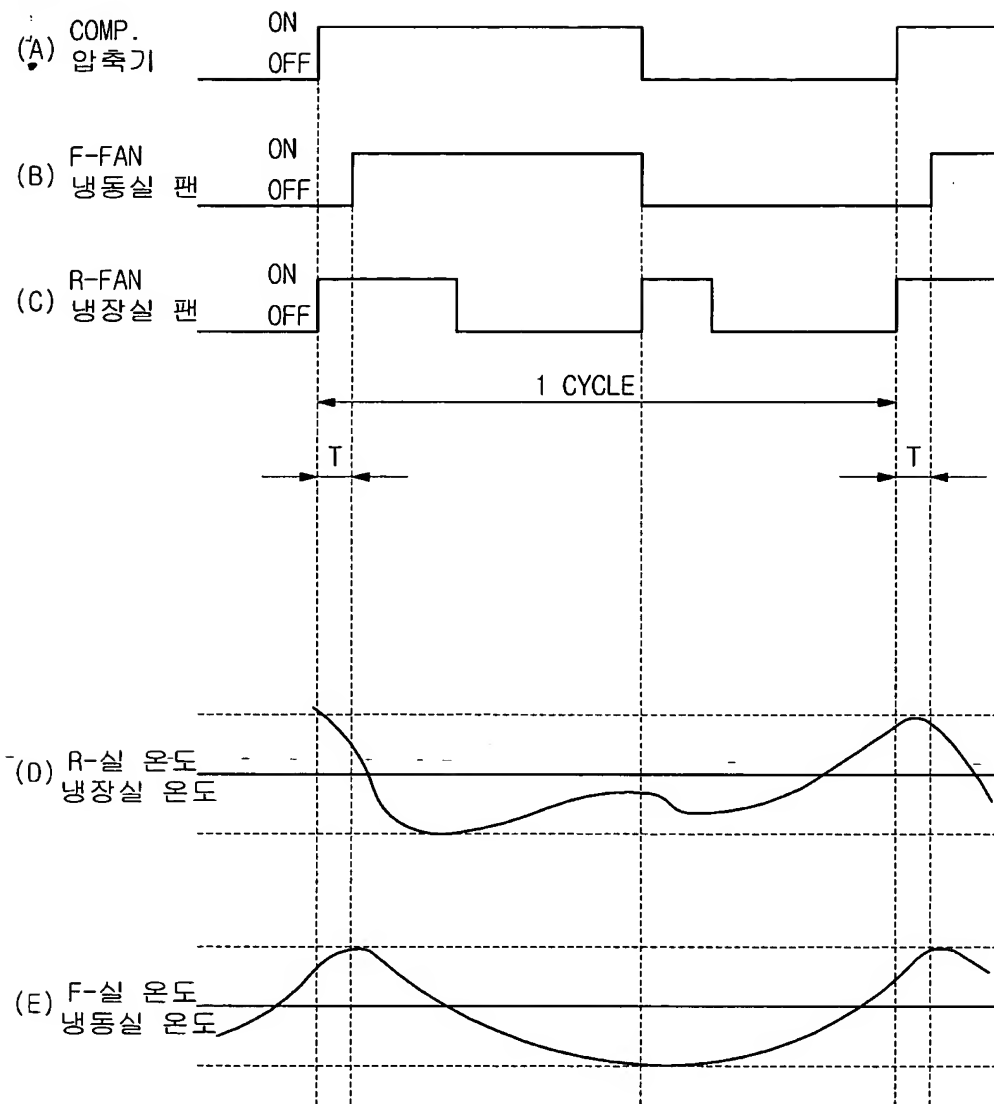 (A) COMP. ON
압축기 OFF
(B) F-FAN ON
냉동실 팬 OFF
(C) R-FAN ON
냉장실 팬 OFF
1 CYCLE
T T
(D) R-실 온도
냉장실 온도
(E) F-실 온도
냉동실 온도